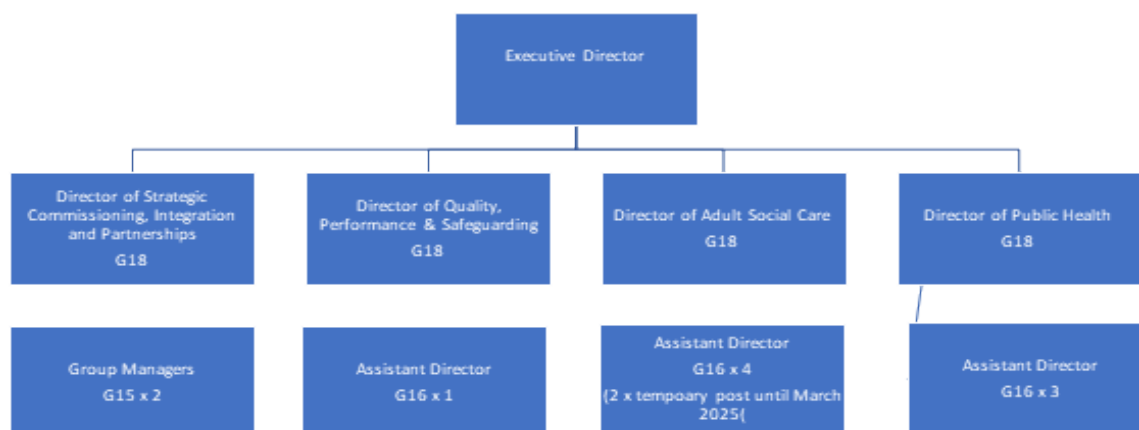 Executive Director
Director of Strategic
Commissioning, Integration
and Partnerships
G18
Director of Quality,
Performance & Safeguarding
G18
Director of Adult Social Care
G18
Director of Public Health
G18
Group Managers
G15 x 2
Assistant Director
G16 x 1
Assistant Director
G16 x 4
(2 x tempoary post until March
2025(
Assistant Director
G16 x 3